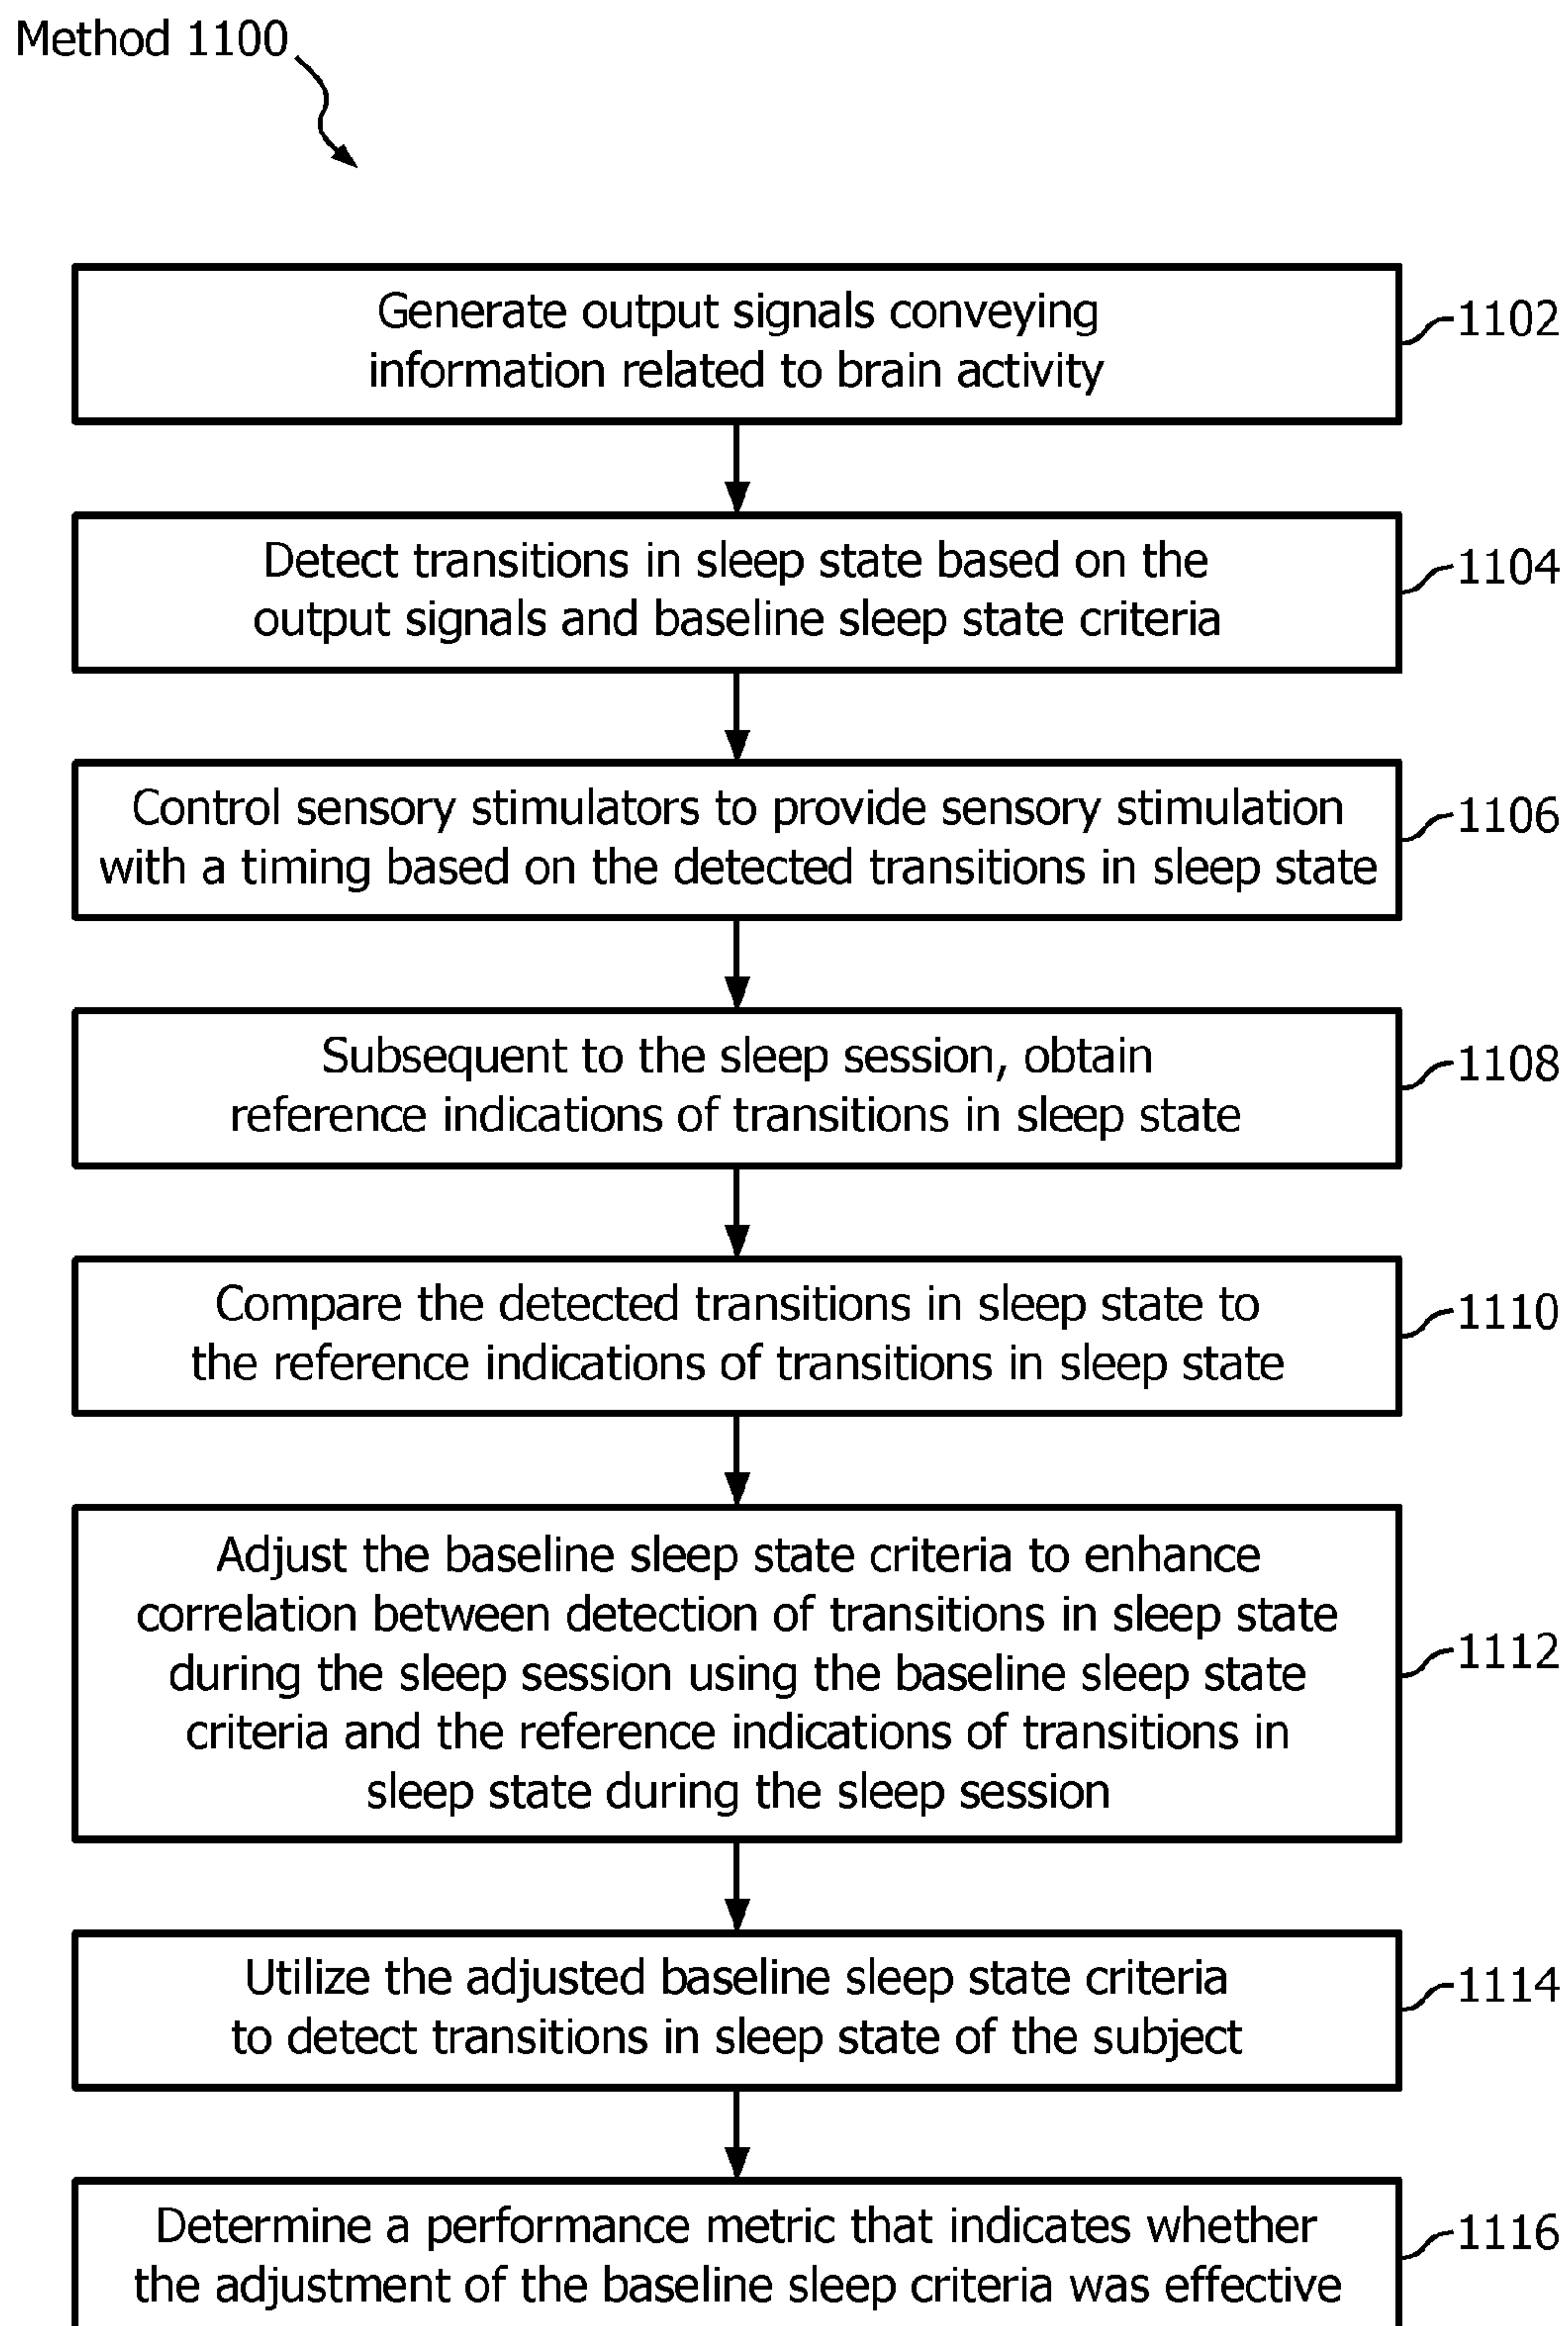 Method 1100
Generate output signals conveying
information related to brain activity
1102
Detect transitions in sleep state based on the
output signals and baseline sleep state criteria
1104
Control sensory stimulators to provide sensory stimulation
with a timing based on the detected transitions in sleep state
1106
Subsequent to the sleep session, obtain
reference indications of transitions in sleep state
1108
Compare the detected transitions in sleep state to
the reference indications of transitions in sleep state
1110
Adjust the baseline sleep state criteria to enhance
correlation between detection of transitions in sleep state
during the sleep session using the baseline sleep state
criteria and the reference indications of transitions in
sleep state during the sleep session
1112
Utilize the adjusted baseline sleep state criteria
to detect transitions in sleep state of the subject
1114
Determine a performance metric that indicates whether
the adjustment of the baseline sleep criteria was effective
1116